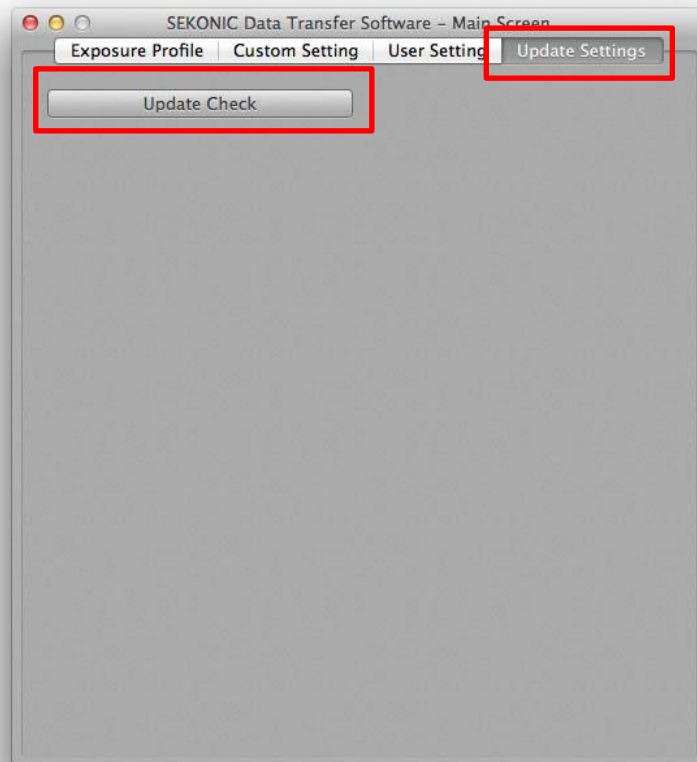 SEKONIC Data Transfer Software – Main Screen
Exposure Profile Custom Setting User Setting Update Settings
Update Check